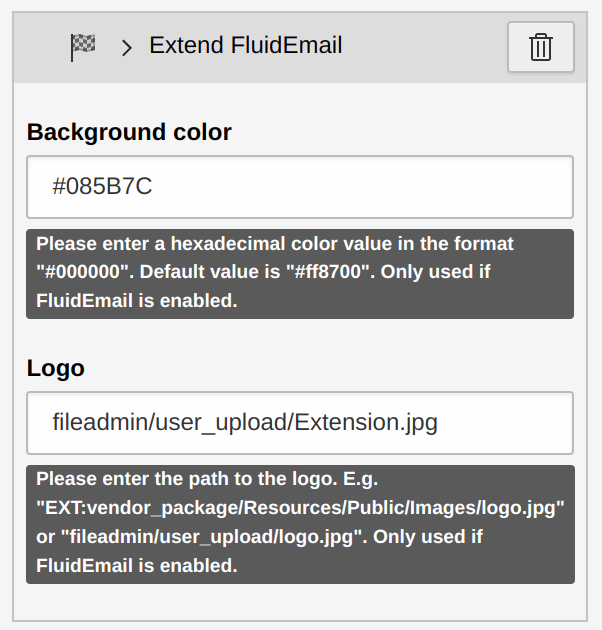 Extend FluidEmail
Background color
#085B7C
Please enter a hexadecimal color value in the format
"#000000". Default value is "#ff8700". Only used if
FluidEmail is enabled.
Logo
fileadmin/user_upload/Extension.jpg
Please enter the path to the logo. E.g.
"EXT:vendor_package/Resources/Public/Images/logo.jpg"
or "fileadmin/user_upload/logo.jpg". Only used if
FluidEmail is enabled.